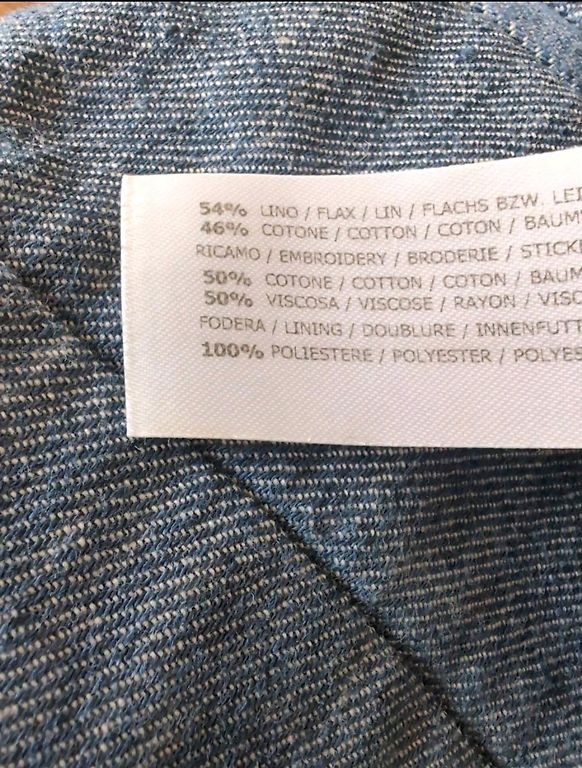 54% LINO / FLAX / LIN / FLACHS BZW. LEI
46% COTONE / COTTON / COTON / BAUM
RICAMO / EMBROIDERY / BRODERIE / STICK
50% COTONE / COTTON / COTON / BAUM
50% VISCOSA / VISCOSE / RAYON / VISC
FODERA / LINING / DOUBLURE / INNENFUTT
100% POLIESTERE / POLYESTER / POLYES